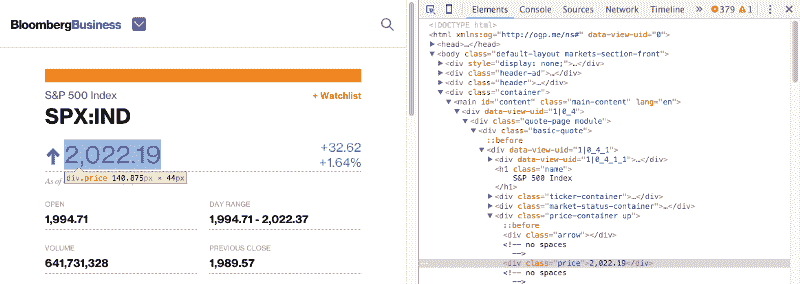 BloombergBusiness
S&P 500 Index
+ Watchlist
SPX:IND
2,022.19
+32.62
+1.64%
As of
div.price 140.875px × 44px
OPEN
1,994.71
DAY RANGE
1,994.71 - 2,022.37
VOLUME
641,731,328
PREVIOUS CLOSE
1,989.57
Elements Network Sources Timeline » 379 1
<!DOCTYPE html>
<html xmlns:og="http://ogp.me/ns#" data-view-uid="0">
<head>…</head>
<body class="default-layout markets-section-front">
<div style="display: none;">…</div>
<div class="header-ad">…</div>
<div class="header">…</div>
<div class="container">
<main id="content" class="main-content" lang="en">
<div data-view-uid="1|0_4">
<div class="quote-page module">
<div class="basic-quote">
::before
<div data-view-uid="1|0_4_1">
<div data-view-uid="1|0_4_1_1">…</div>
<h1 class="name">
S&P 500 Index
</h1>
<div class="ticker-container">…</div>
<div class="market-status-container">…</div>
<div class="price-container up">
::before
<div class="arrow"></div>
<!-- no spaces
-->
<div class="price">2,022.19</div>
<!-- no spaces
-->